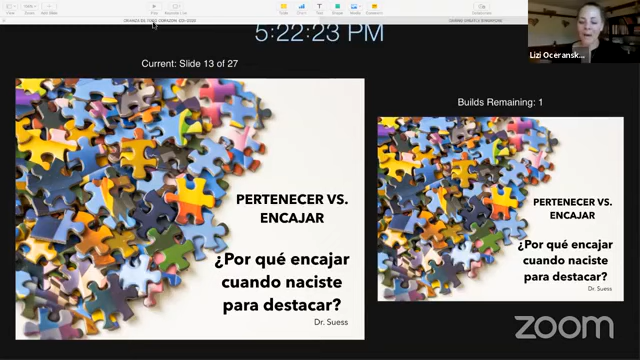 5:22:23 PM
Lizi Oceransk...
Current: Slide 13 of 27
Builds Remaining: 1
PERTENECER VS.
ENCAJAR
¿Por qué encajar
cuando naciste
para destacar?
Dr. Suess
PERTENECER VS.
ENCAJAR
¿Por qué encajar
cuando naciste
para destacar?
Dr. Suess
zoom